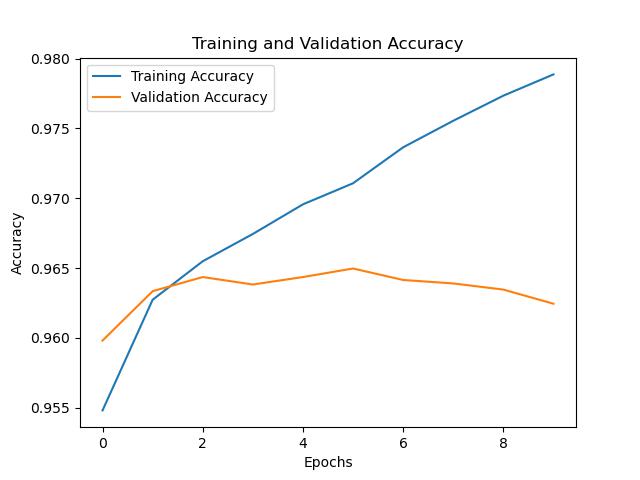 Training and Validation Accuracy
Training Accuracy
Validation Accuracy
0.980
0.975
0.970
0.965
0.960
0.955
Accuracy
0 2 4 6 8
Epochs